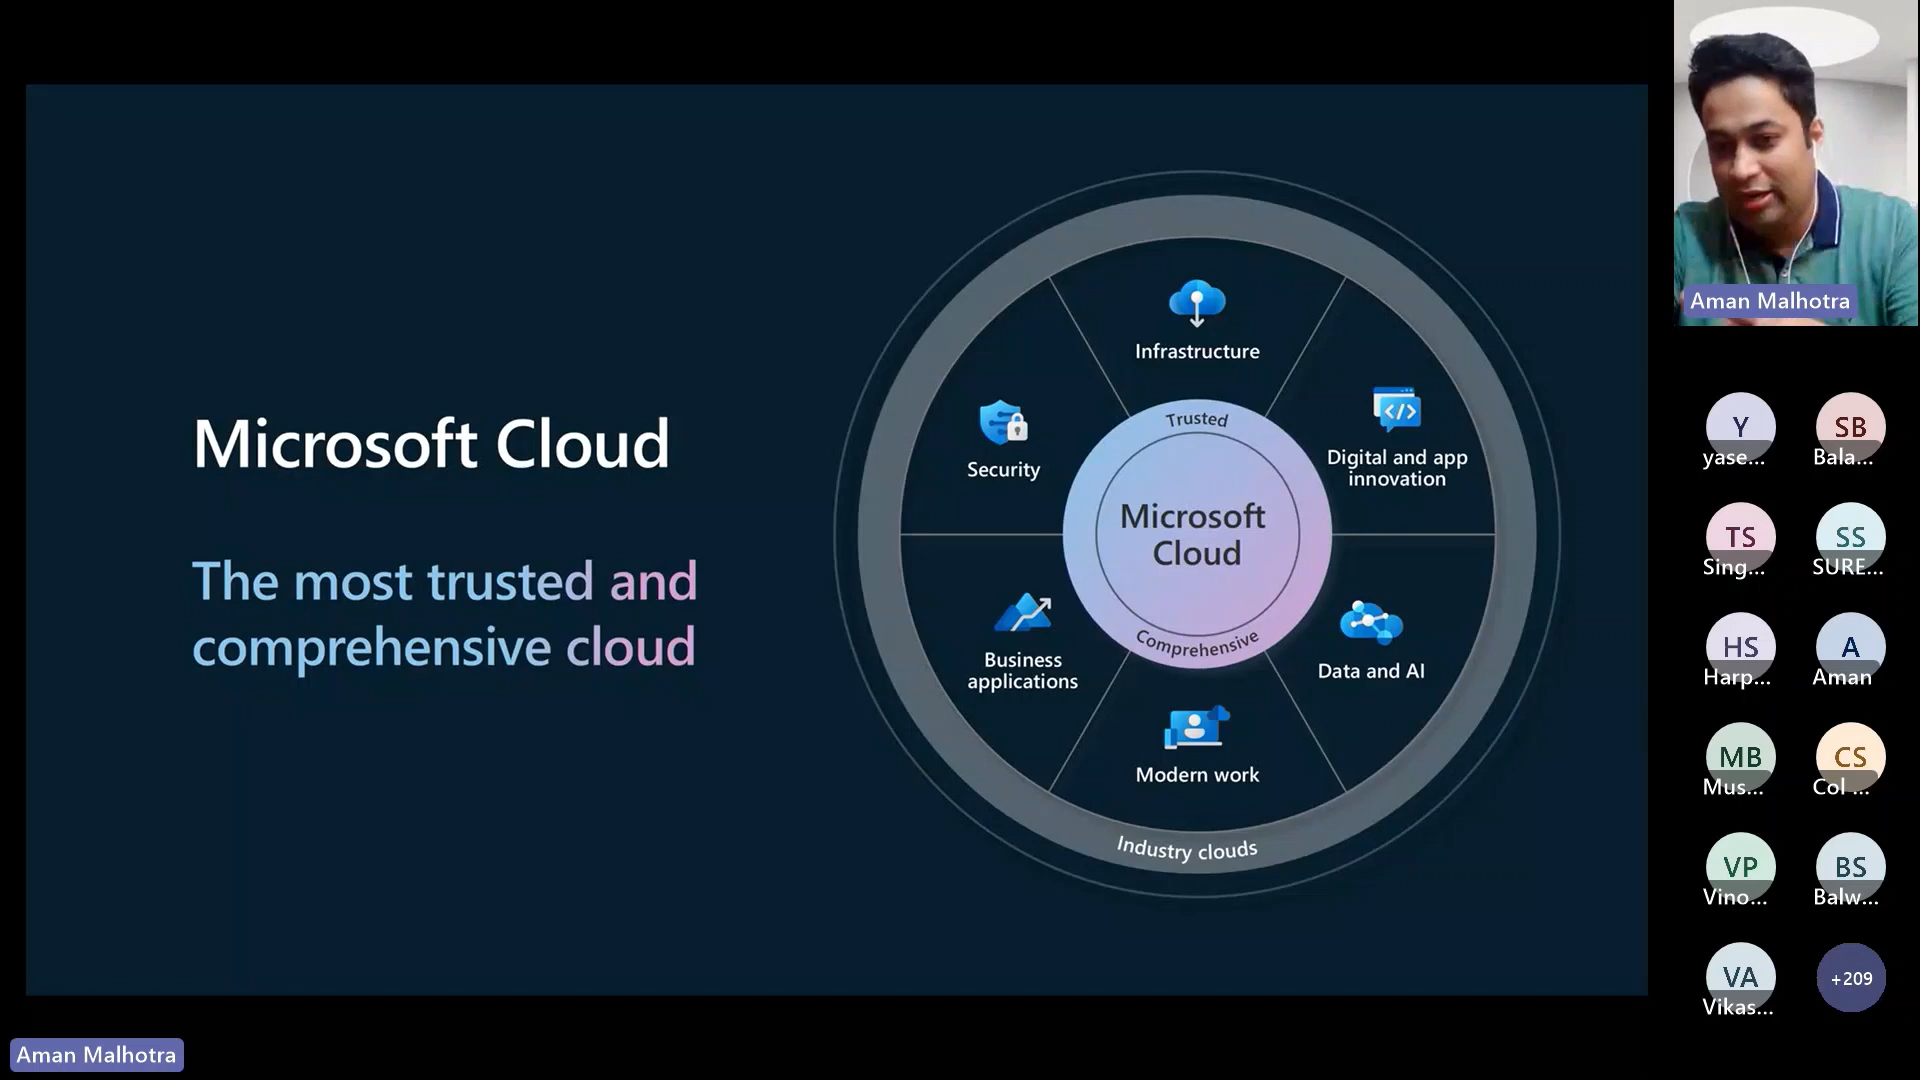 Microsoft Cloud
The most trusted and
comprehensive cloud
Infrastructure
Security
Digital and app
innovation
Trusted
Microsoft
Cloud
Comprehensive
Business
applications
Data and AI
Modern work
Industry clouds
Aman Malhotra
Y
yase...
SB
Bala...
TS
Sing...
SS
SURE...
HS
Harp...
A
Aman
MB
Mus...
CS
Col ...
VP
Vino...
BS
Balw...
VA
Vikas...
+209
Aman Malhotra